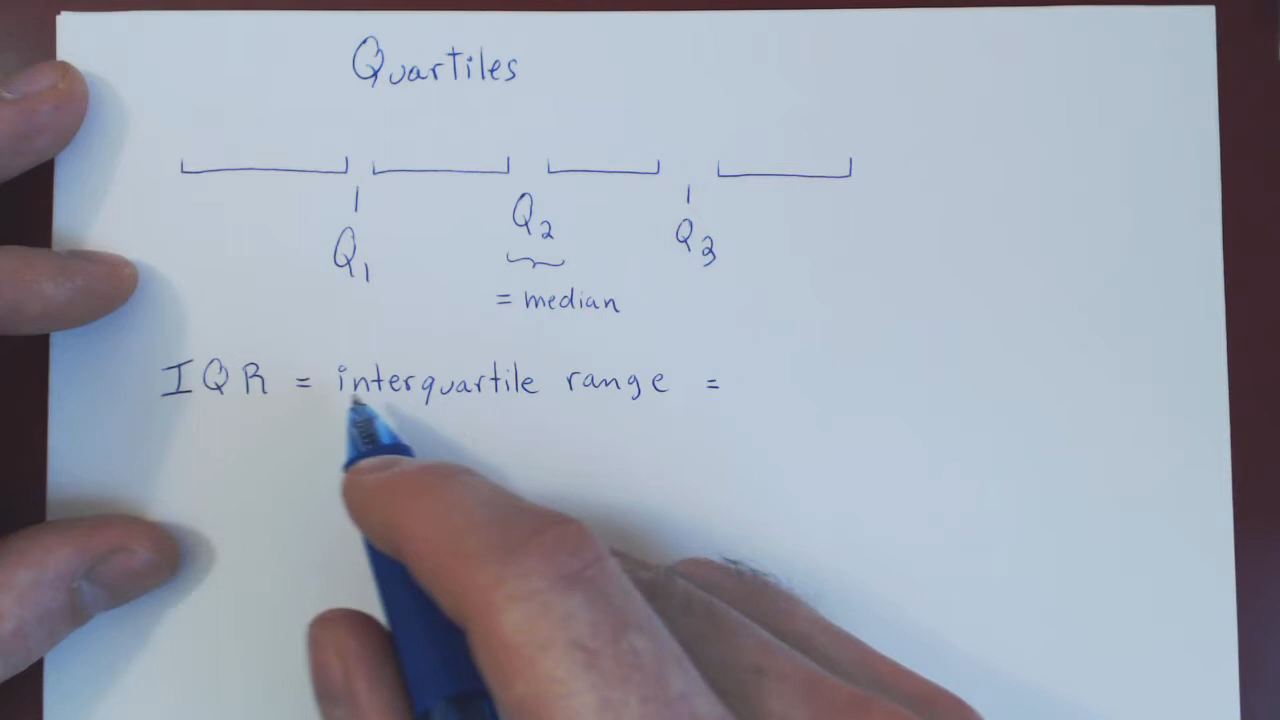 Quartiles
Q1 Q2 Q3
= median
IQR = interquartile range =